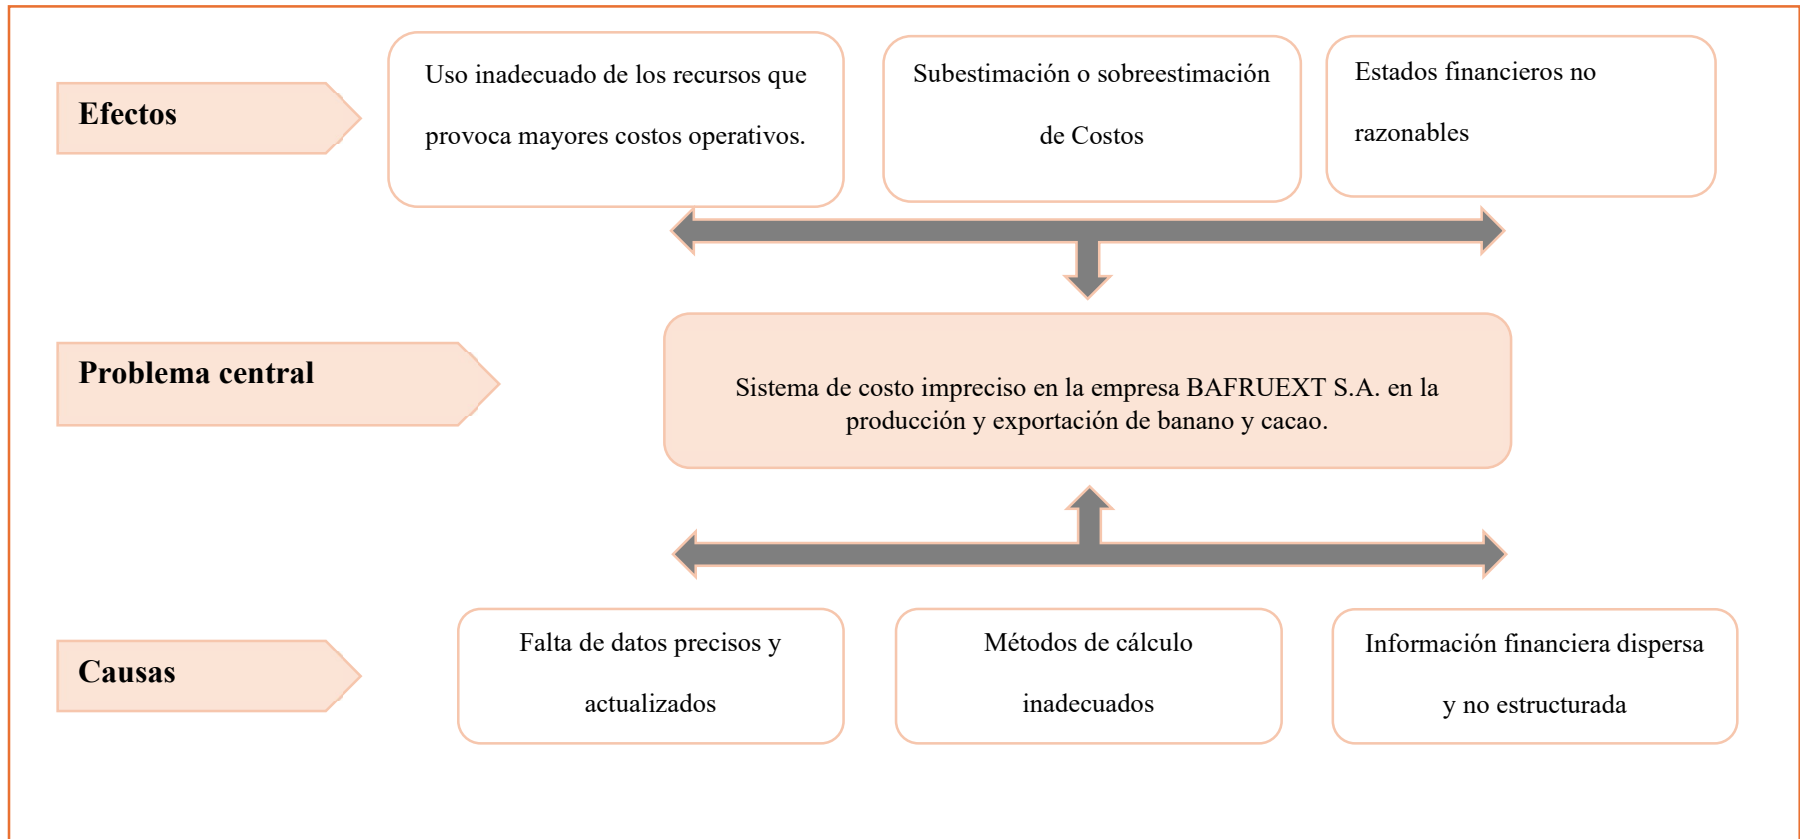 Efectos
Uso inadecuado de los recursos que
provoca mayores costos operativos.
Subestimación o sobreestimación
de Costos
Estados financieros no
razonables
Problema central
Sistema de costo impreciso en la empresa BAFRUEXT S.A. en la
producción y exportación de banano y cacao.
Causas
Falta de datos precisos y
actualizados
Métodos de cálculo
inadecuados
Información financiera dispersa
y no estructurada